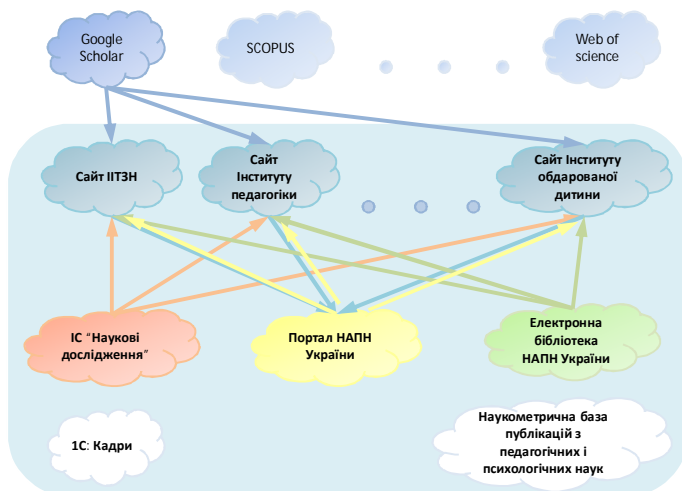 Google
Scholar
SCOPUS
Web of
science
Сайт ІІТЗН
Сайт
Інституту
педагогіки
Сайт Інституту
обдарованої
дитини
ІС "Наукові
дослідження"
Портал НАПН
України
Електронна
бібліотека
НАПН України
1С: Кадри
Наукометрична база
публікацій з
педагогічних і
психологічних наук